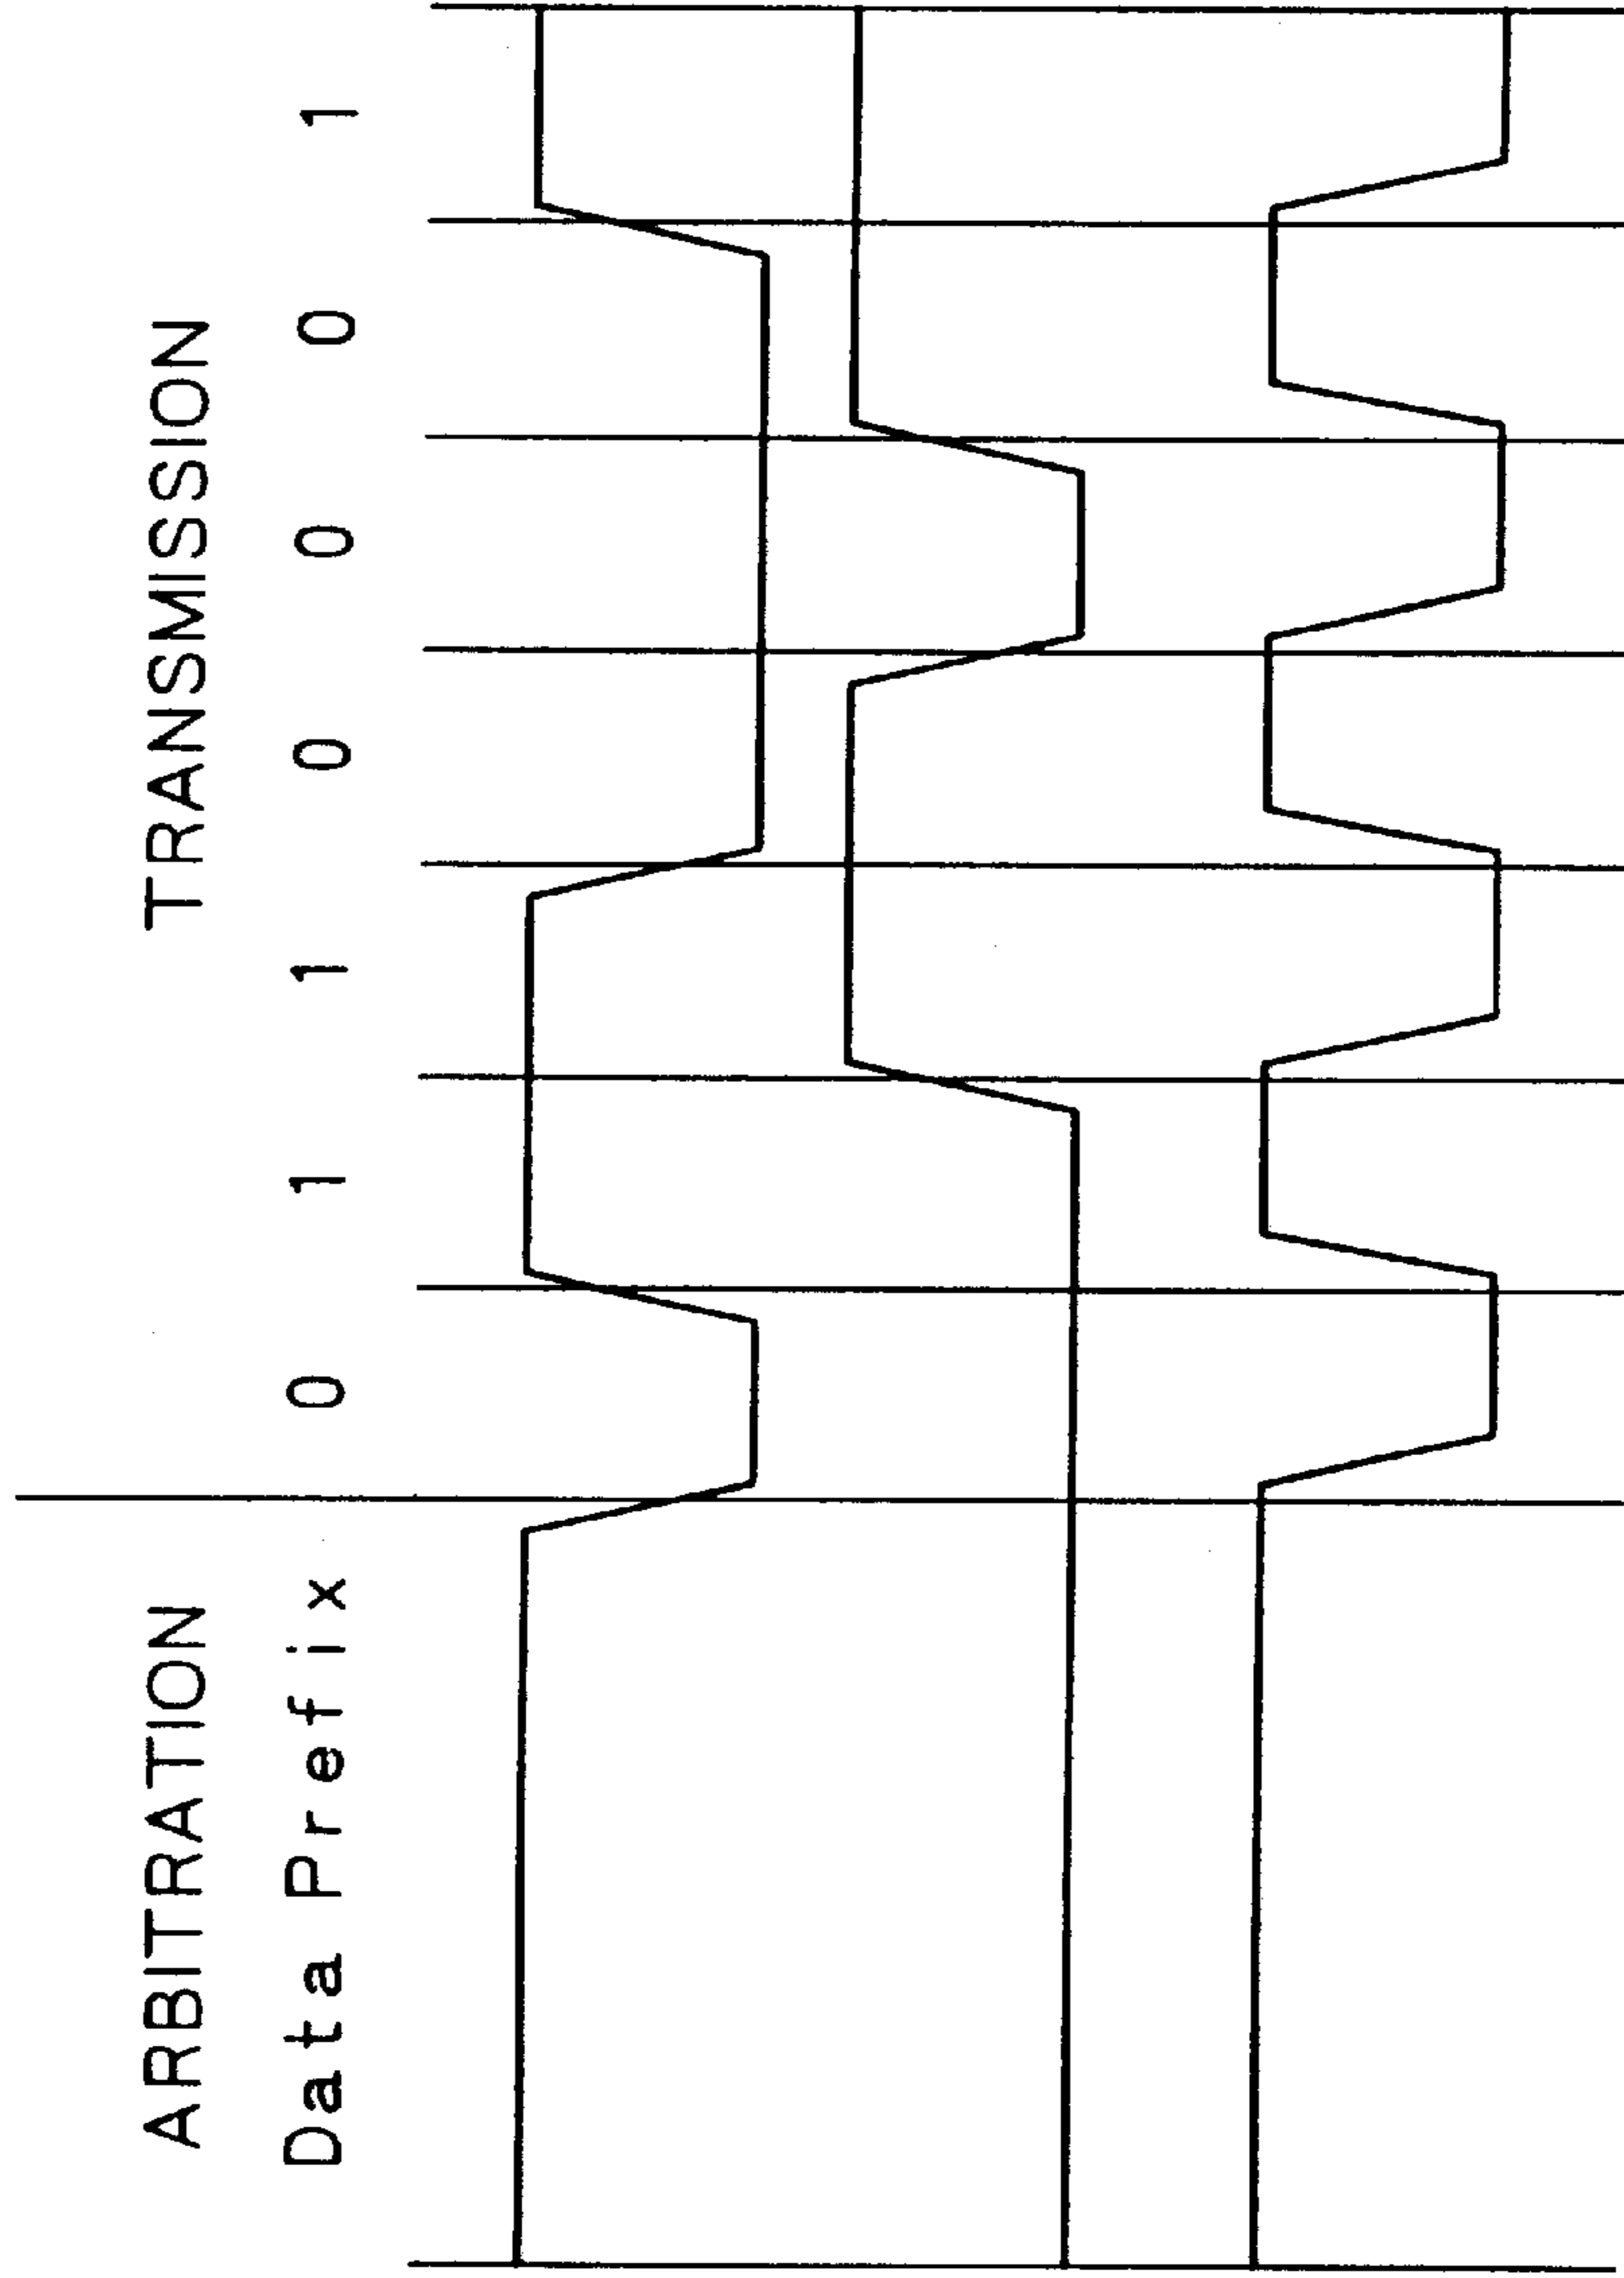 ARBITRATION TRANSMISSION
Data Prefix 0 1 1 0 0 0 1